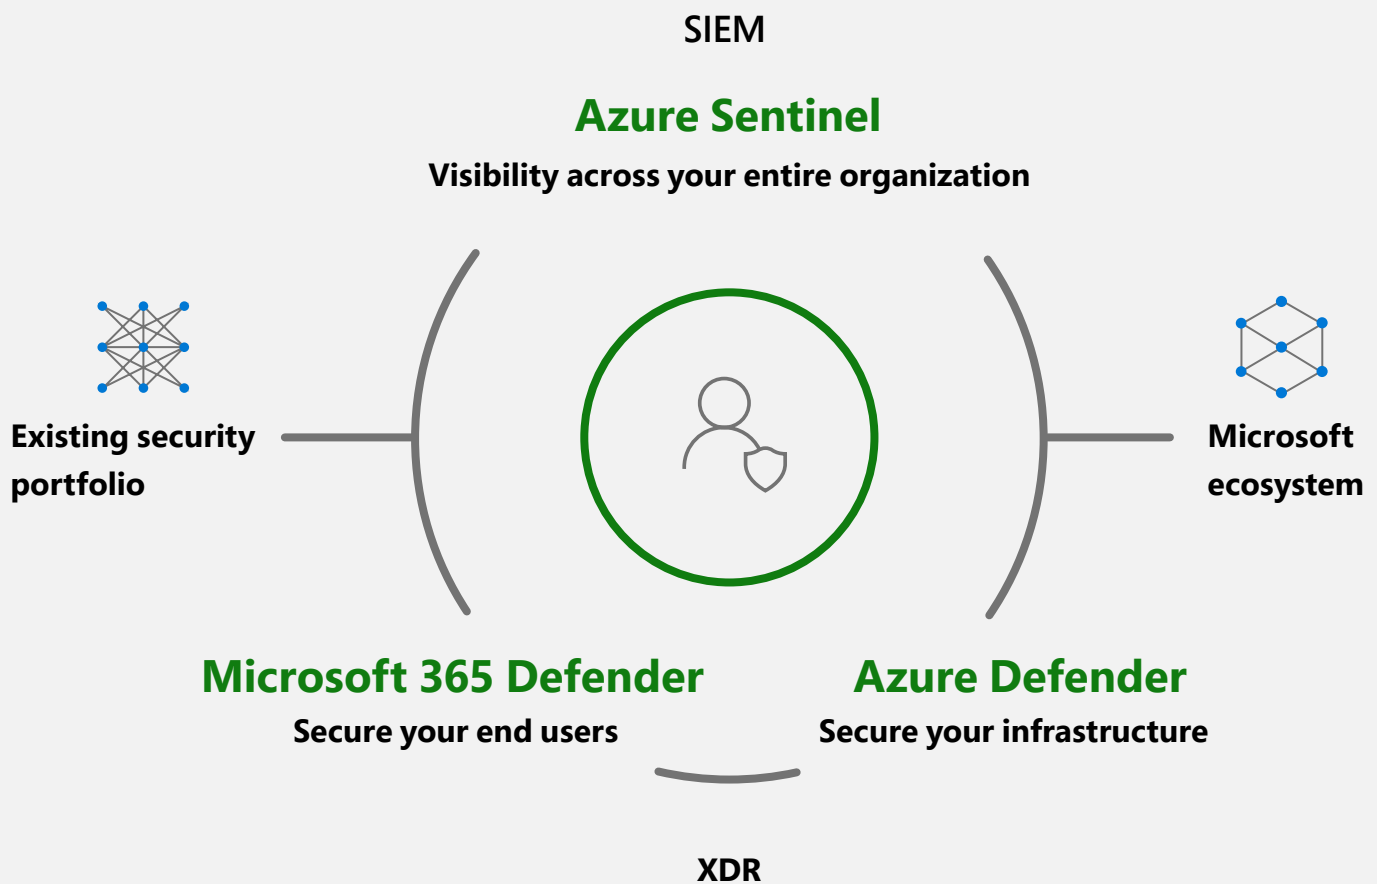 SIEM
Azure Sentinel
Visibility across your entire organization
Existing security
portfolio
Microsoft
ecosystem
Microsoft 365 Defender
Secure your end users
Azure Defender
Secure your infrastructure
XDR